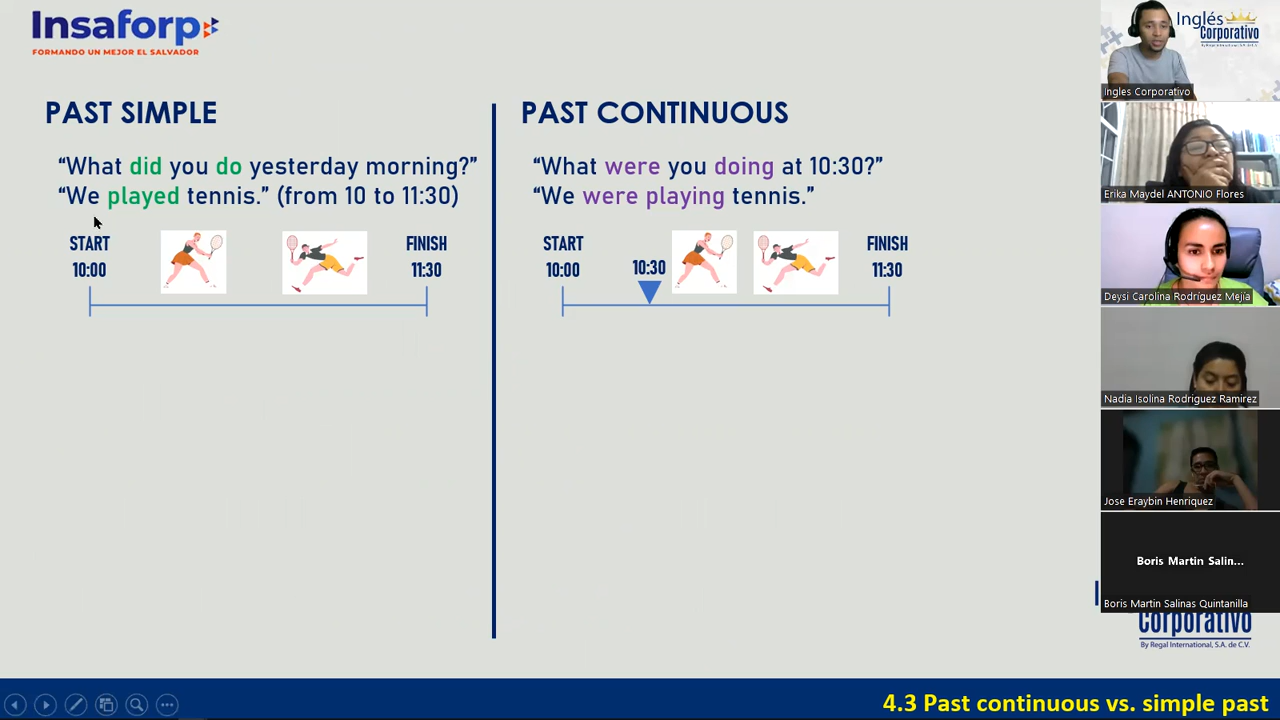 Insaforp
FORMANDO UN MEJOR EL SALVADOR
PAST SIMPLE
“What did you do yesterday morning?”
“We played tennis.” (from 10 to 11:30)
START
10:00
FINISH
11:30
PAST CONTINUOUS
“What were you doing at 10:30?”
“We were playing tennis.”
START
10:00
10:30
FINISH
11:30
Inglés
Corporativo
By Regal International, S.A. de C.V.
Ingles Corporativo
Erika Maydel ANTONIO Flores
Deysi Carolina Rodríguez Mejía
Nadia Isolina Rodriguez Ramirez
Jose Eraybin Henriquez
Boris Martin Salin...
Boris Martin Salinas Quintanilla
Corporativo
By Regal International, S.A. de C.V.
4.3 Past continuous vs. simple past